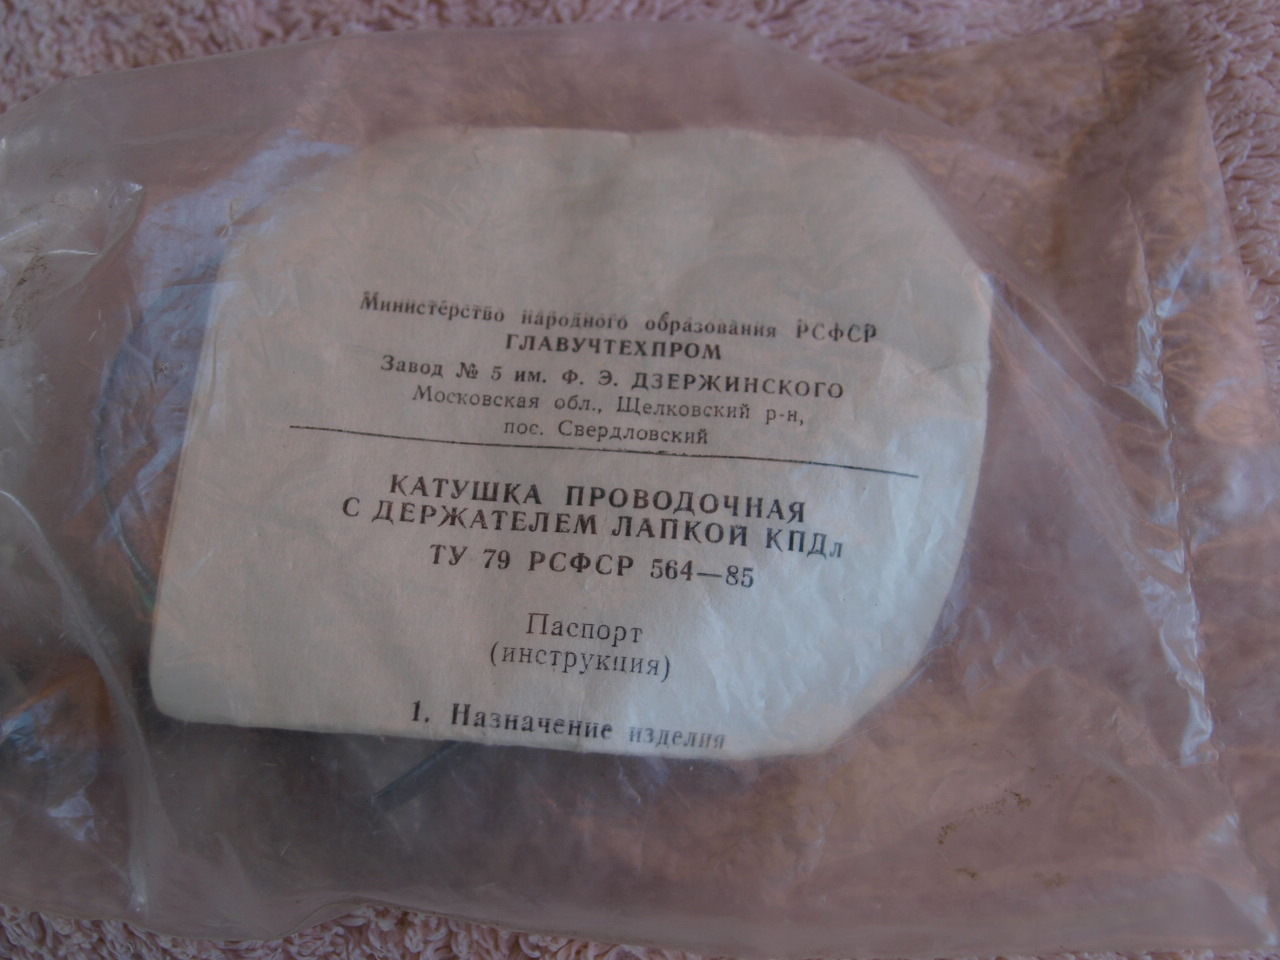 Министерство народного образования РСФСР
ГЛАВУЧТЕХПРОМ
Завод № 5 им. Ф. Э. ДЗЕРЖИНСКОГО
Московская обл., Щелковский р-н,
пос. Свердловский
КАТУШКА ПРОВОДОЧНАЯ
С ДЕРЖАТЕЛЕМ ЛАПКОЙ КПДл
ТУ 79 РСФСР 564—85
Паспорт
(инструкция)
1. Назначение изделия